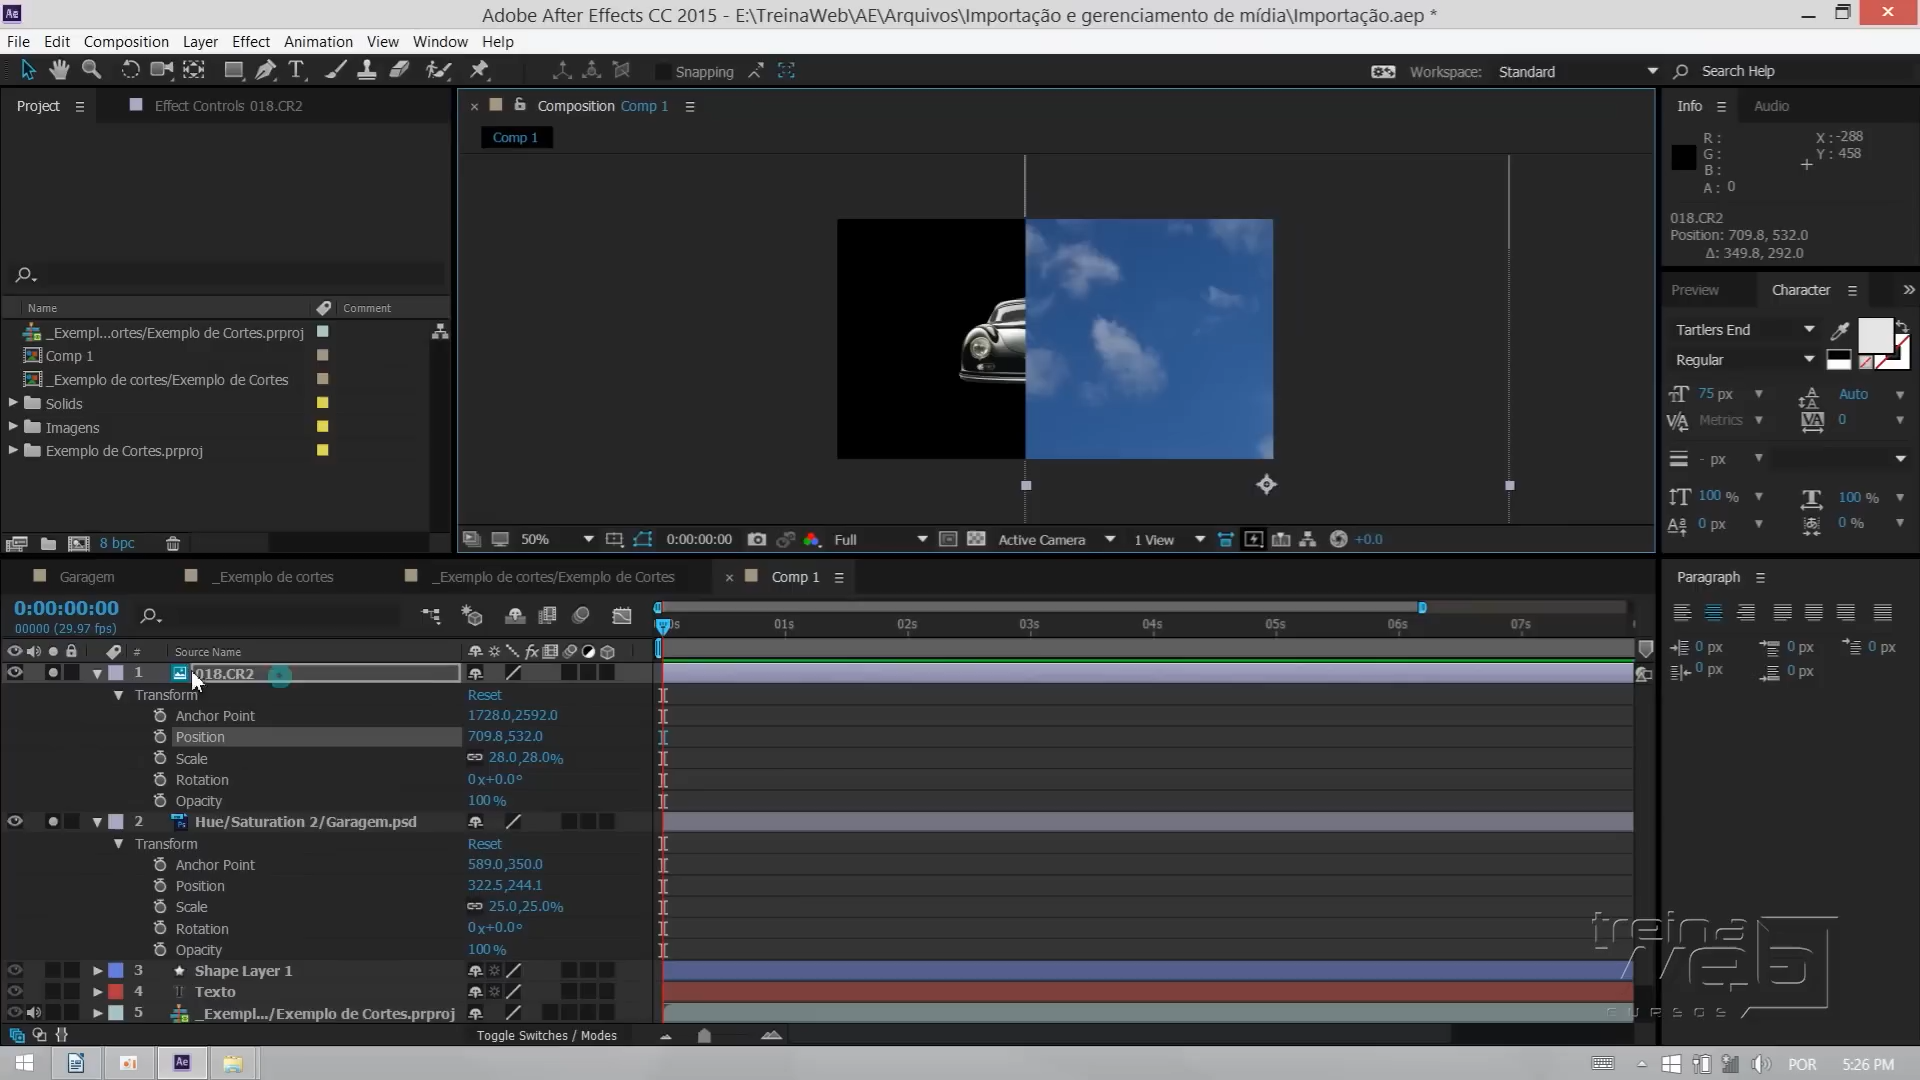 Adobe After Effects CC 2015 - E:\TreinaWeb\AE\Arquivos\Importação e gerenciamento de mídia\Importação.aep *
File Edit Composition Layer Effect Animation View Window Help
Snapping Workspace: Standard Search Help
Project Effect Controls 018.CR2 Composition Comp 1 Info Audio
Comp 1
R : X : -288
G : Y : 458
B :
A : 0
018.CR2
Position: 709.8, 532.0
Δ: 349.8, 292.0
Preview Character
Name Comment
Tartlers End
_Exempl...ortes/Exemplo de Cortes.prproj
Comp 1
Regular
_Exemplo de cortes/Exemplo de Cortes
75 px Auto
Solids
Metrics 0
Imagens
Exemplo de Cortes.prproj
- px
100 % 100 %
0 px 0 %
8 bpc
50% 0:00:00:00 Full Active Camera 1 View +0.0
Garagem _Exemplo de cortes _Exemplo de cortes/Exemplo de Cortes Comp 1 Paragraph
0:00:00:00
00000 (29.97 fps)
0s 01s 02s 03s 04s 05s 06s 07s
# Source Name
0 px 0 px 0 px
0 px 0 px
1 018.CR2
Transform Reset
Anchor Point 1728.0,2592.0
Position 709.8,532.0
Scale 28.0,28.0%
Rotation 0x+0.0°
Opacity 100%
2 Hue/Saturation 2/Garagem.psd
Transform Reset
Anchor Point 589.0,350.0
Position 322.5,244.1
Scale 25.0,25.0%
Rotation 0x+0.0°
Opacity 100%
3 Shape Layer 1
4 Texto
5 _Exempl.../Exemplo de Cortes.prproj
Toggle Switches / Modes
treina
web
cursos
POR 5:26 PM